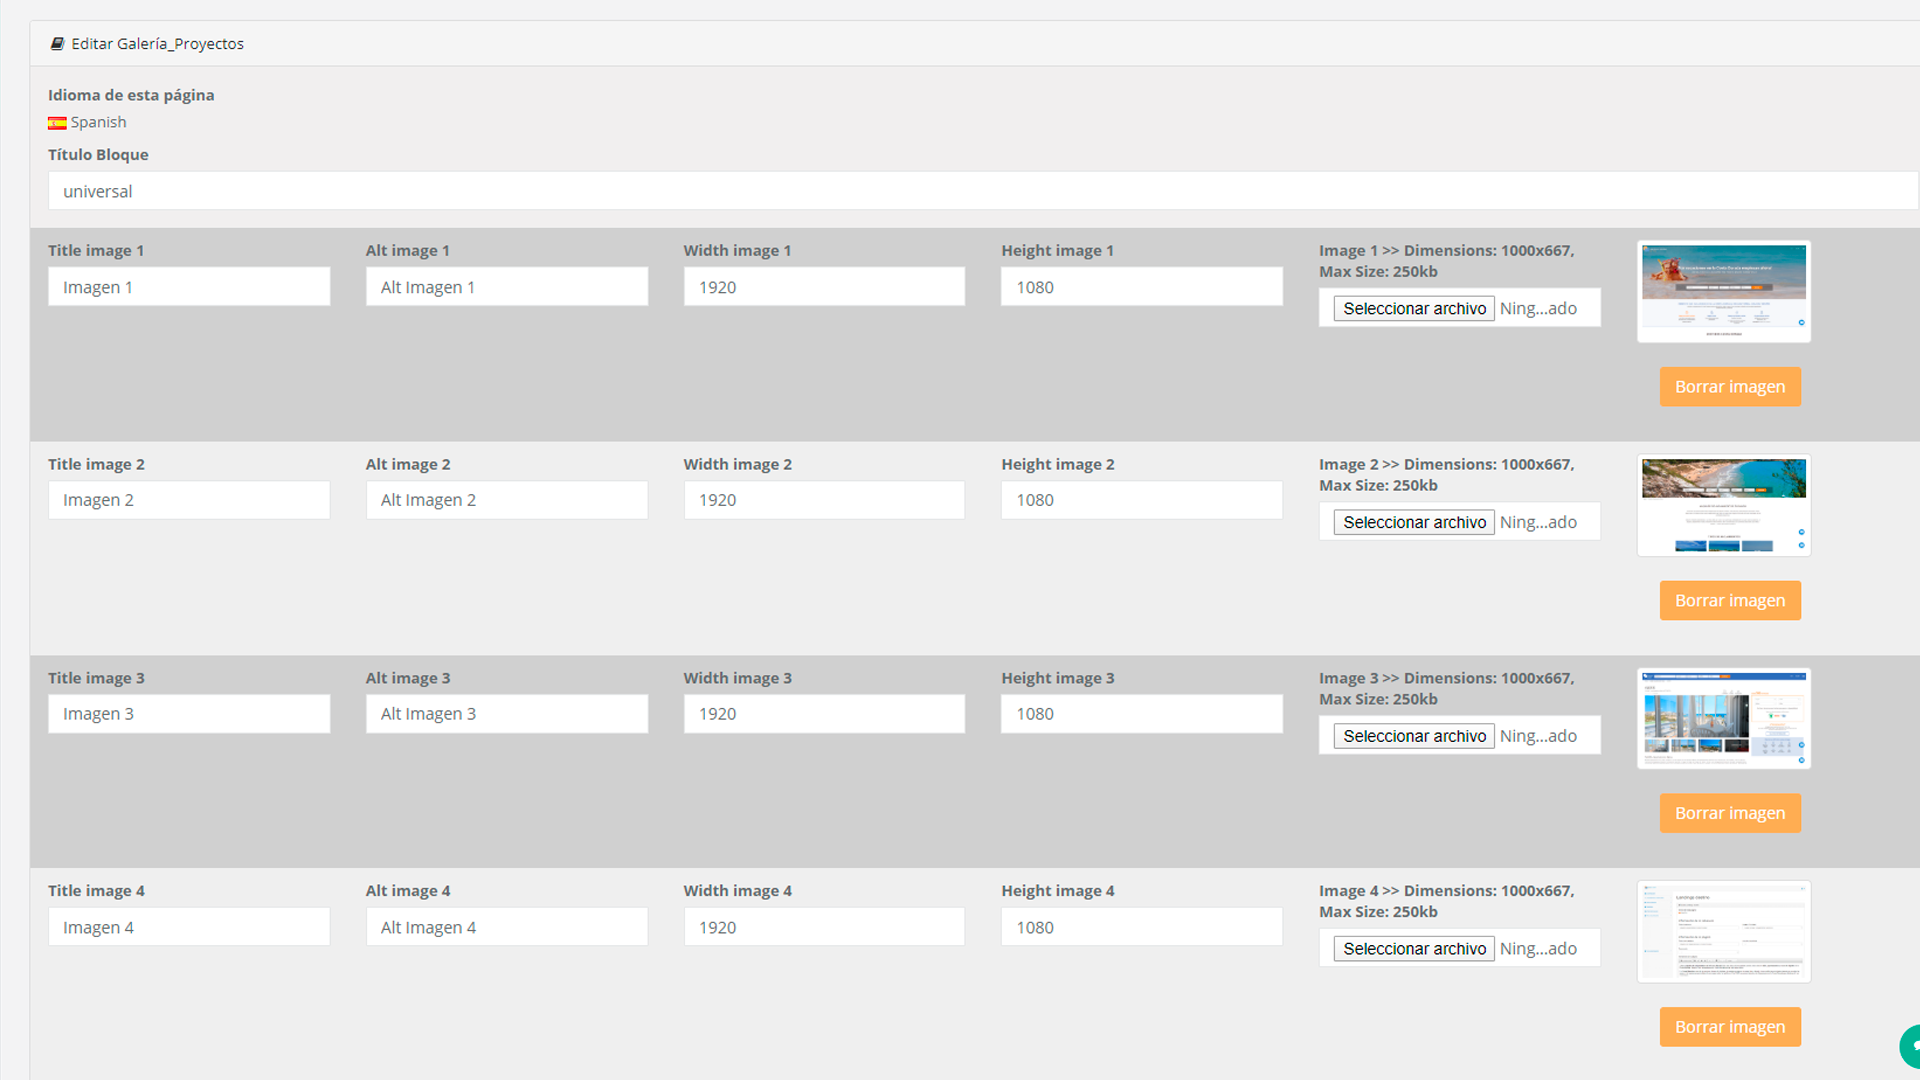 Editar Galería_Proyectos
Idioma de esta página
Spanish
Título Bloque
universal
Title image 1 Alt image 1 Width image 1 Height image 1 Image 1 >> Dimensions: 1000x667,
Max Size: 250kb
Imagen 1 Alt Imagen 1 1920 1080 Seleccionar archivo Ning...ado
Borrar imagen
Title image 2 Alt image 2 Width image 2 Height image 2 Image 2 >> Dimensions: 1000x667,
Max Size: 250kb
Imagen 2 Alt Imagen 2 1920 1080 Seleccionar archivo Ning...ado
Borrar imagen
Title image 3 Alt image 3 Width image 3 Height image 3 Image 3 >> Dimensions: 1000x667,
Max Size: 250kb
Imagen 3 Alt Imagen 3 1920 1080 Seleccionar archivo Ning...ado
Borrar imagen
Title image 4 Alt image 4 Width image 4 Height image 4 Image 4 >> Dimensions: 1000x667,
Max Size: 250kb
Imagen 4 Alt Imagen 4 1920 1080 Seleccionar archivo Ning...ado
Borrar imagen